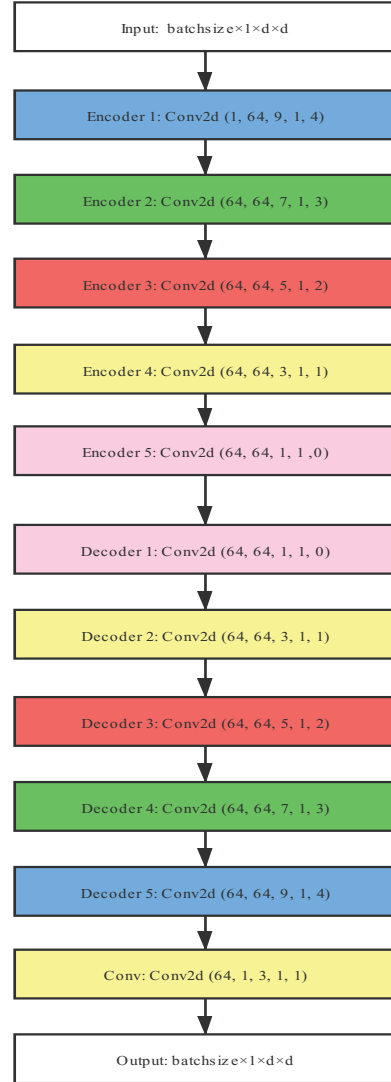 Input: batchsize×1×d×d
Encoder 1: Conv2d (1, 64, 9, 1, 4)
Encoder 2: Conv2d (64, 64, 7, 1, 3)
Encoder 3: Conv2d (64, 64, 5, 1, 2)
Encoder 4: Conv2d (64, 64, 3, 1, 1)
Encoder 5: Conv2d (64, 64, 1, 1 ,0)
Decoder 1: Conv2d (64, 64, 1, 1, 0)
Decoder 2: Conv2d (64, 64, 3, 1, 1)
Decoder 3: Conv2d (64, 64, 5, 1, 2)
Decoder 4: Conv2d (64, 64, 7, 1, 3)
Decoder 5: Conv2d (64, 64, 9, 1, 4)
Conv: Conv2d (64, 1, 3, 1, 1)
Output: batchsize×1×d×d